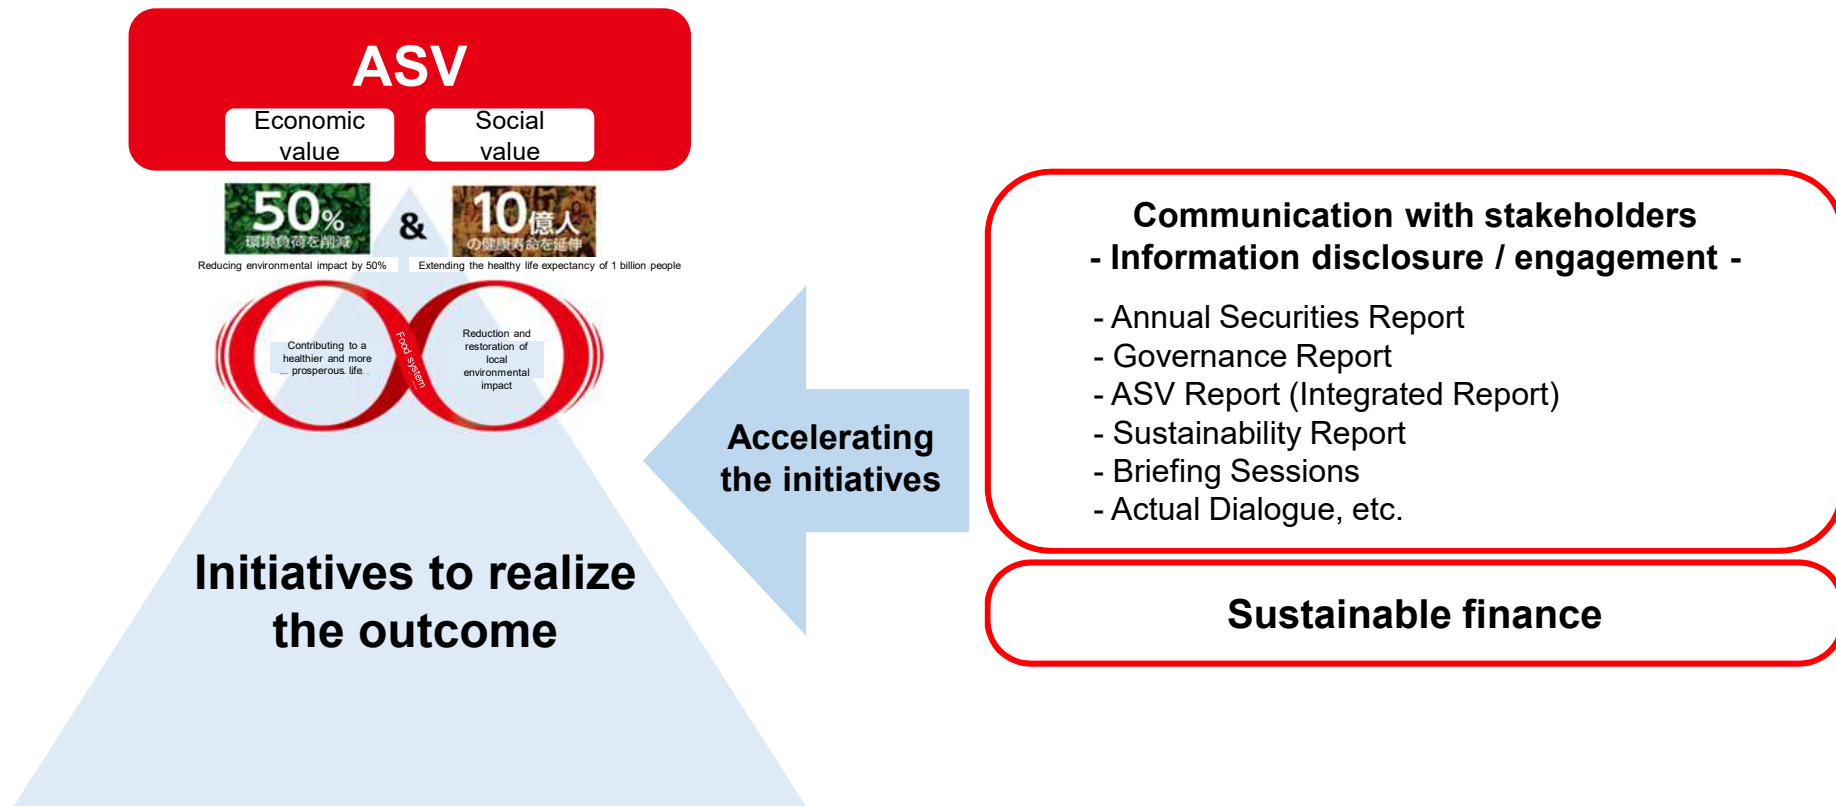 ASV
Economic
value
Social
value
50%
環境負荷を削減
&
10億人
の健康寿命を延伸
Reducing environmental impact by 50%
Extending the healthy life expectancy of 1 billion people
Contributing to a
healthier and more
prosperous life
Food system
Reduction and
restoration of
local
environmental
impact
Initiatives to realize
the outcome
Accelerating
the initiatives
Communication with stakeholders
- Information disclosure / engagement -
- Annual Securities Report
- Governance Report
- ASV Report (Integrated Report)
- Sustainability Report
- Briefing Sessions
- Actual Dialogue, etc.
Sustainable finance